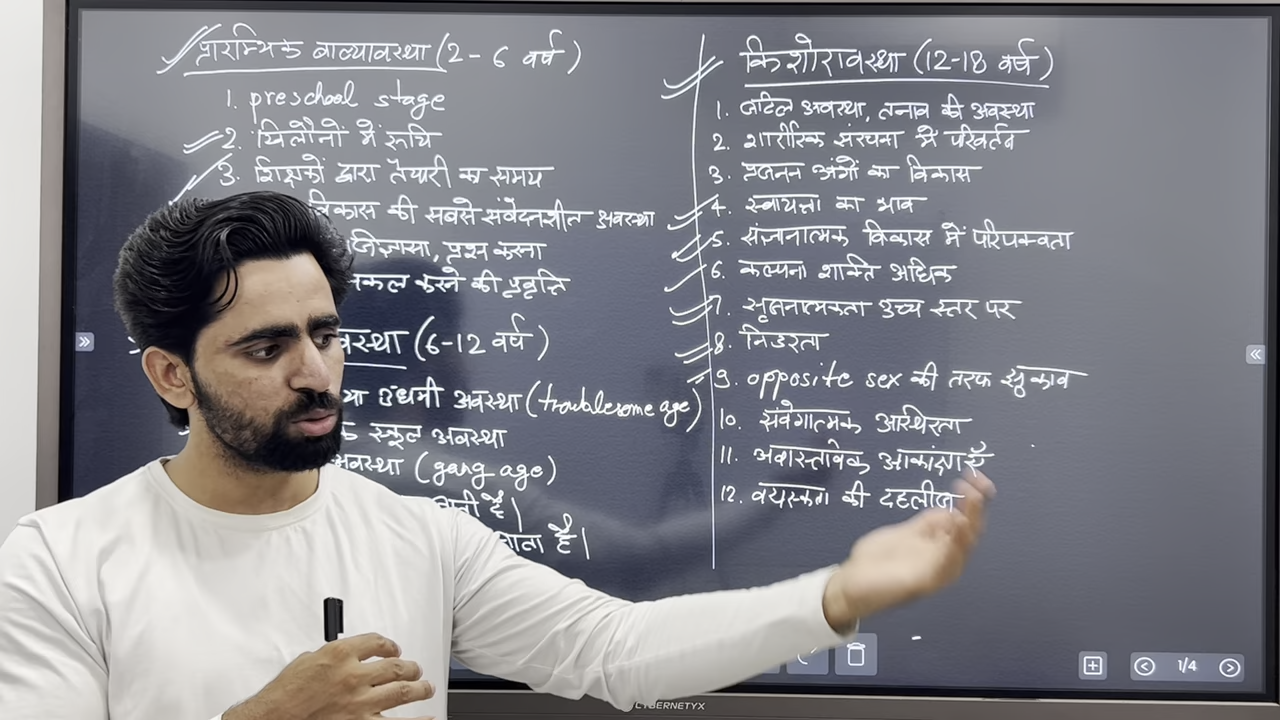 प्रारम्भिक बाल्यावस्था (2-6 वर्ष)
1. preschool stage
2. खिलौनों में रूचि
3. शिक्षकों द्वारा तैयारी का समय
विकास की सबसे संवेदनशील अवस्था
जिज्ञासा, प्रश्न करना
नकल करने की प्रवृत्ति
वस्था (6-12 वर्ष)
या उधमी अवस्था (troublesome age)
स्कूल अवस्था
अवस्था (gang age)
है।
है।
किशोरावस्था (12-18 वर्ष)
1. जटिल अवस्था, तनाव की अवस्था
2. शारीरिक संरचना में परिवर्तन
3. प्रजनन अंगों का विकास
4. स्वायत्ता का भाव
5. संज्ञानात्मक विकास में परिपक्वता
6. कल्पना शक्ति अधिक
7. सृजनात्मकता उच्च स्तर पर
8. निडरता
9. opposite sex की तरफ झुकाव
10. संवेगात्मक अस्थिरता
11. अवास्तविक आकांक्षाएँ
12. वयस्कता की दहलीज
1/4
CYBERNETYX